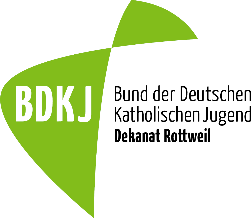 BDKJ
Bund der Deutschen
Katholischen Jugend
Dekanat Rottweil